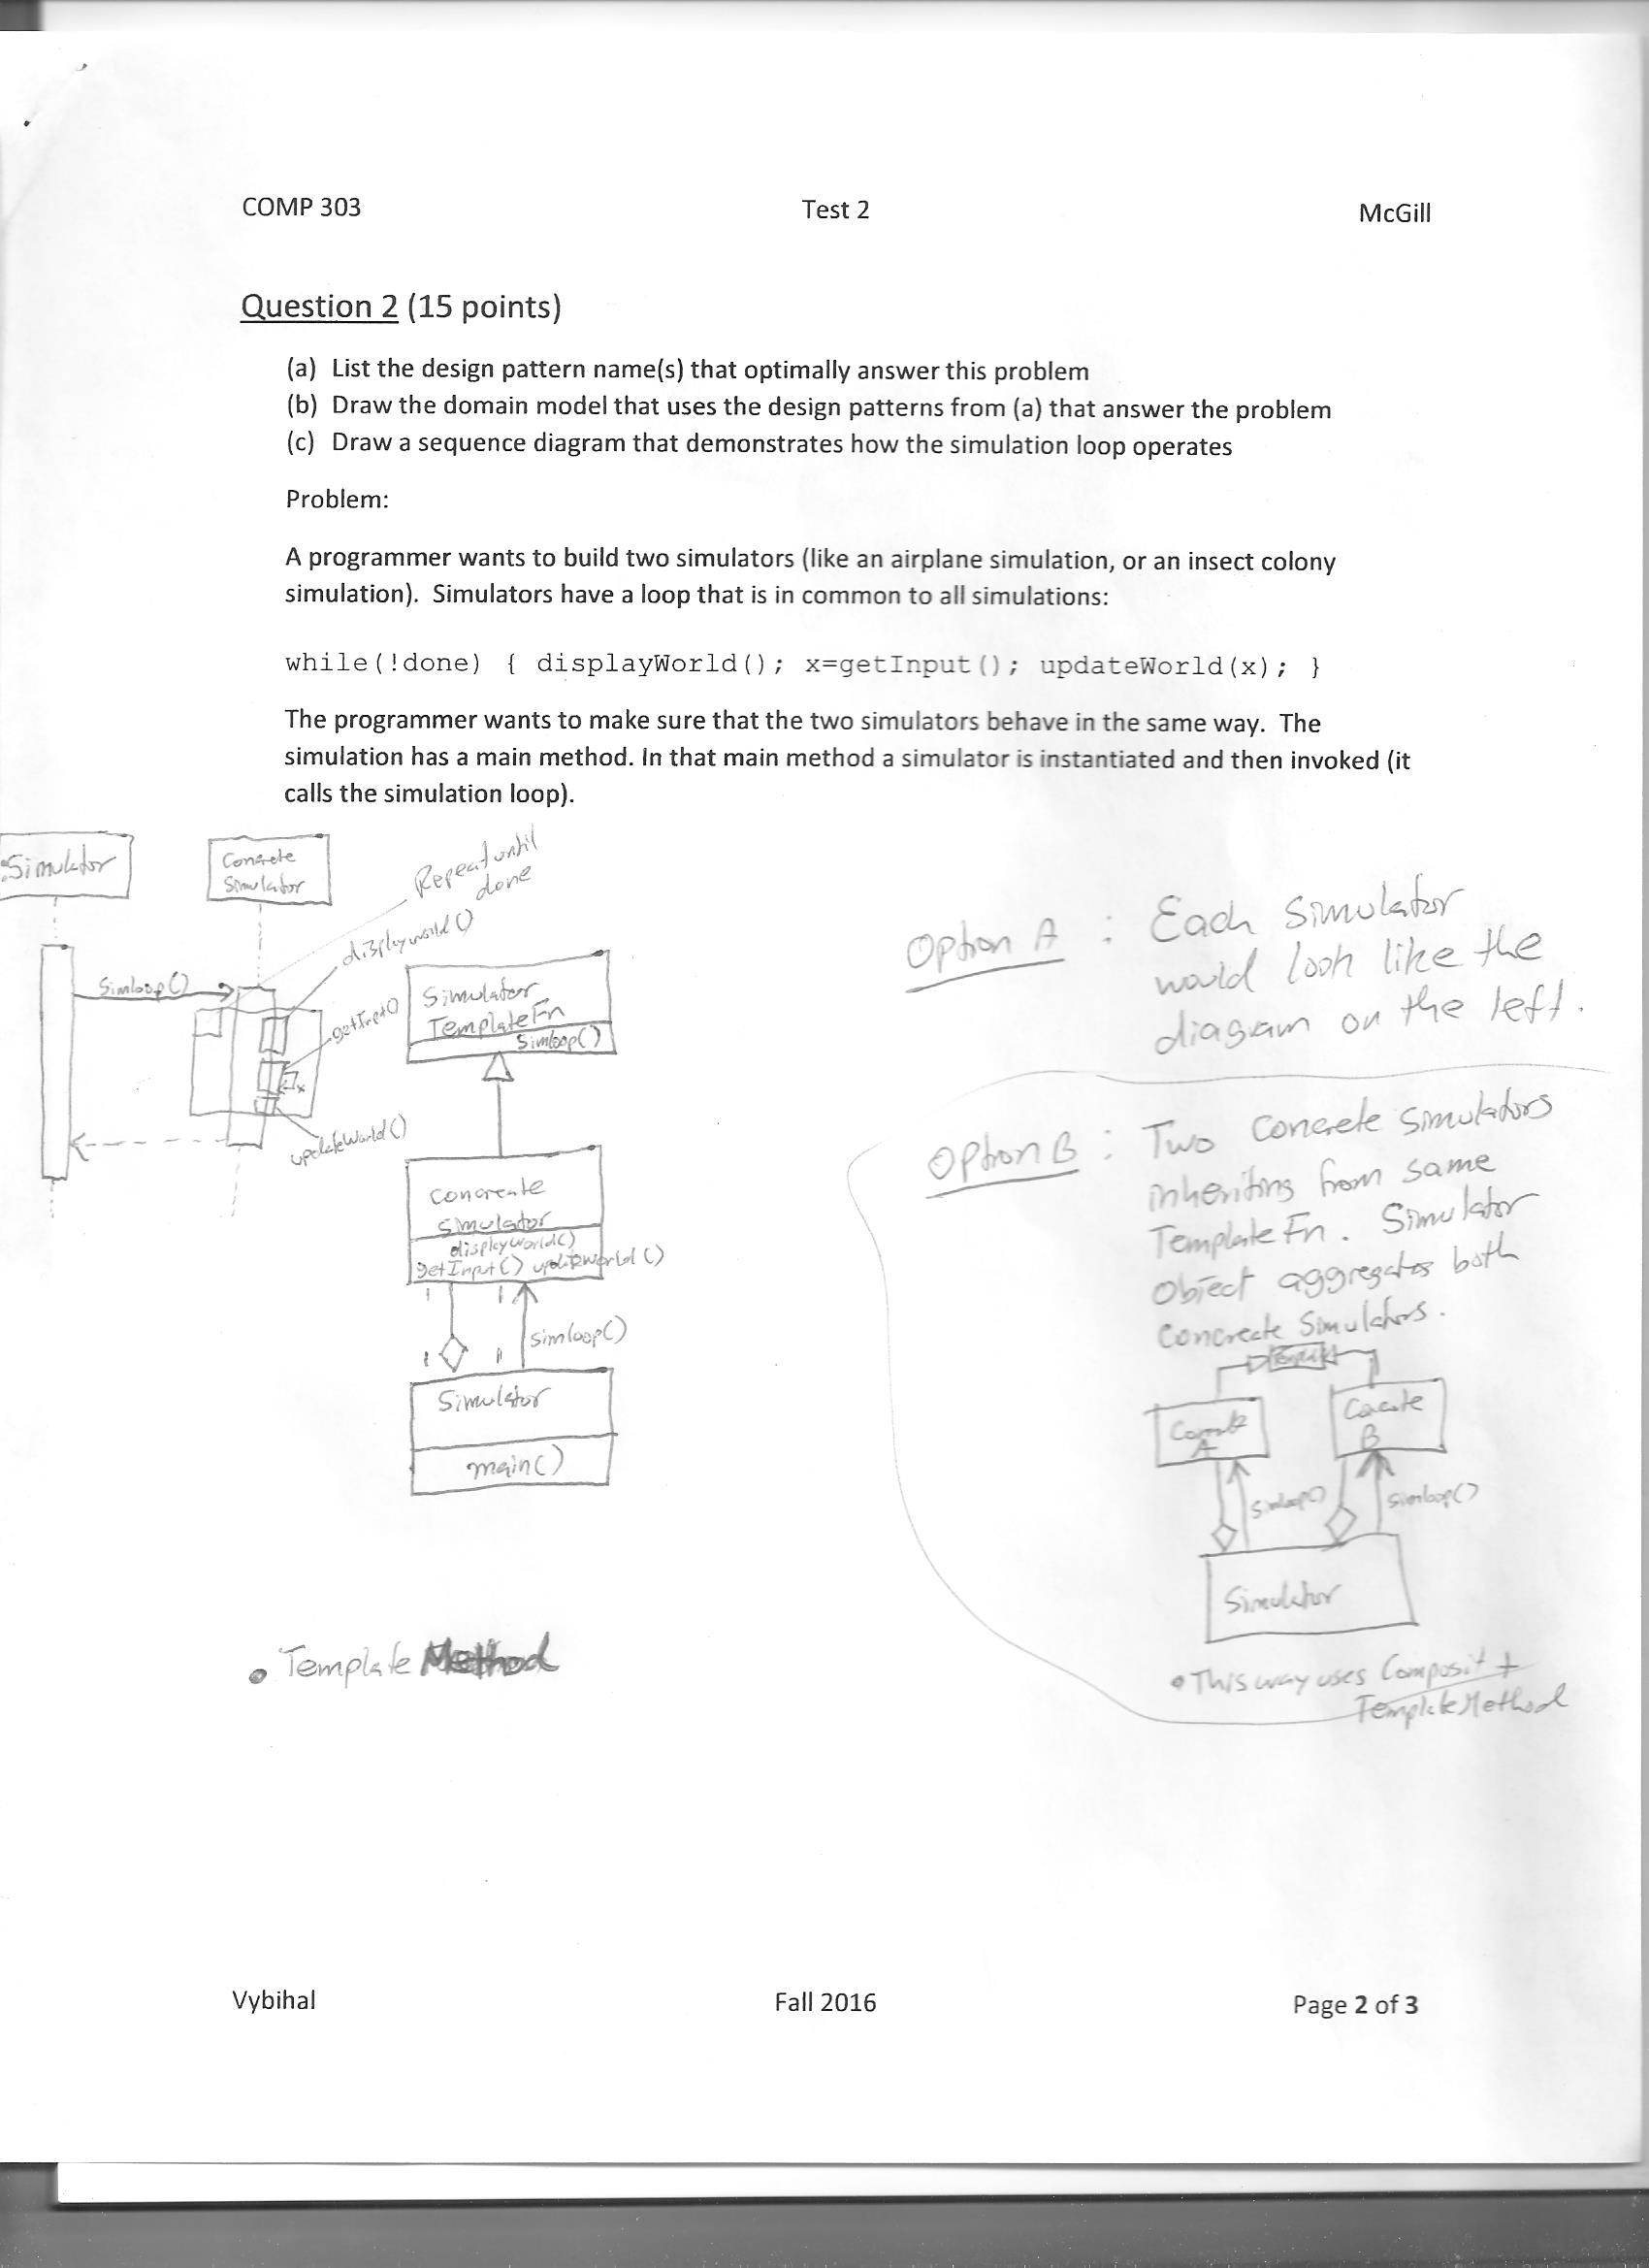 COMP 303 Test 2 McGill
Question 2 (15 points)
(a) List the design pattern name(s) that optimally answer this problem
(b) Draw the domain model that uses the design patterns from (a) that answer the problem
(c) Draw a sequence diagram that demonstrates how the simulation loop operates
Problem:
A programmer wants to build two simulators (like an airplane simulation, or an insect colony
simulation). Simulators have a loop that is in common to all simulations:
while(!done) { displayWorld(); x=getInput(); updateWorld(x); }
The programmer wants to make sure that the two simulators behave in the same way. The
simulation has a main method. In that main method a simulator is instantiated and then invoked (it
calls the simulation loop).
:Simulator
Concrete
Simulator
Repeat until
done
displayworld()
Simloop()
getInput()
x
updateWorld()
Simulator
TemplateFn
Simloop()
Concreate
simulator
displayworld()
getInput() updateworld()
1 1
simloop()
1 1
Simulator
main()
• Template Method
Option A : Each Simulator
would look like the
diagram on the left.
Option B : Two Concrete Simulators
inheriting from same
TemplateFn. Simulator
Object aggregates both
Concrete Simulators.
A
B
Simloop()
Simloop()
Simulator
• This way uses Composit +
TemplateMethod
Vybihal Fall 2016 Page 2 of 3